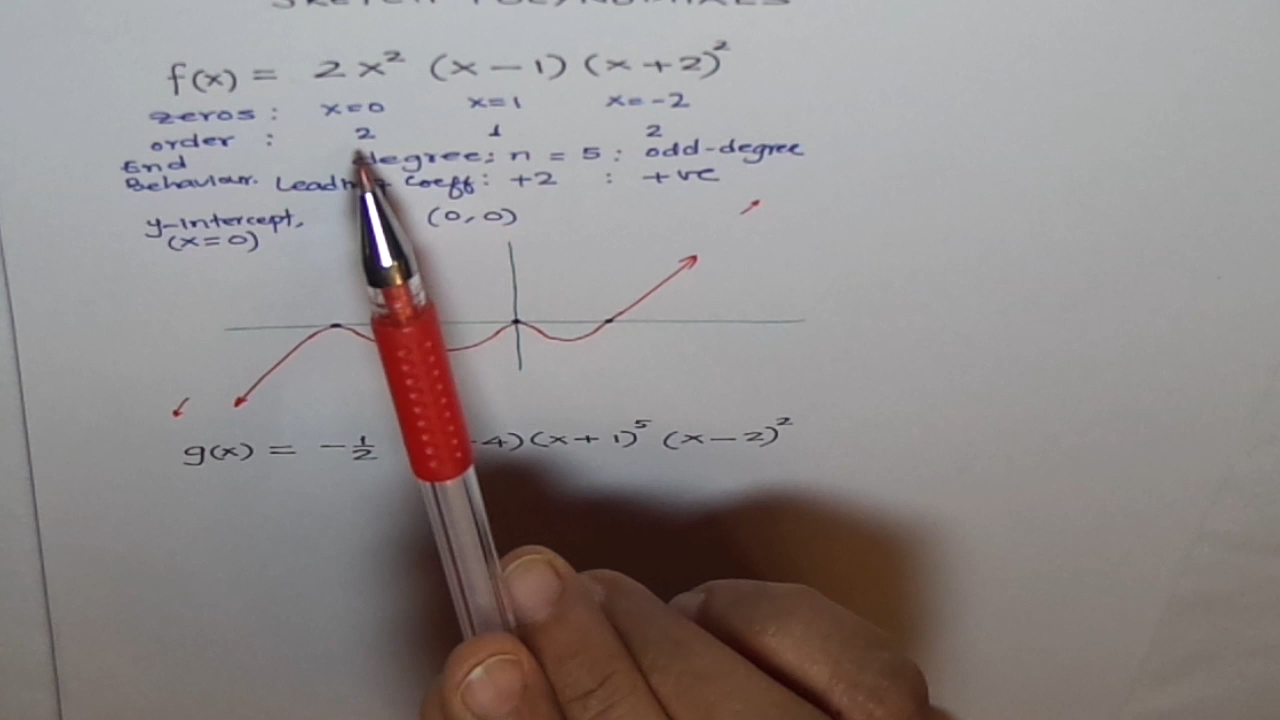 f(x) = 2x² (x-1) (x+2)²
zeros : x=0 x=1 x=-2
order : 2 1 2
End degree; n = 5 : odd-degree
Behaviour. Coeff: +2 : +ve
y-intercept, (0,0)
(x=0)
g(x) = -1/2 -4)(x+1)⁵ (x-2)²